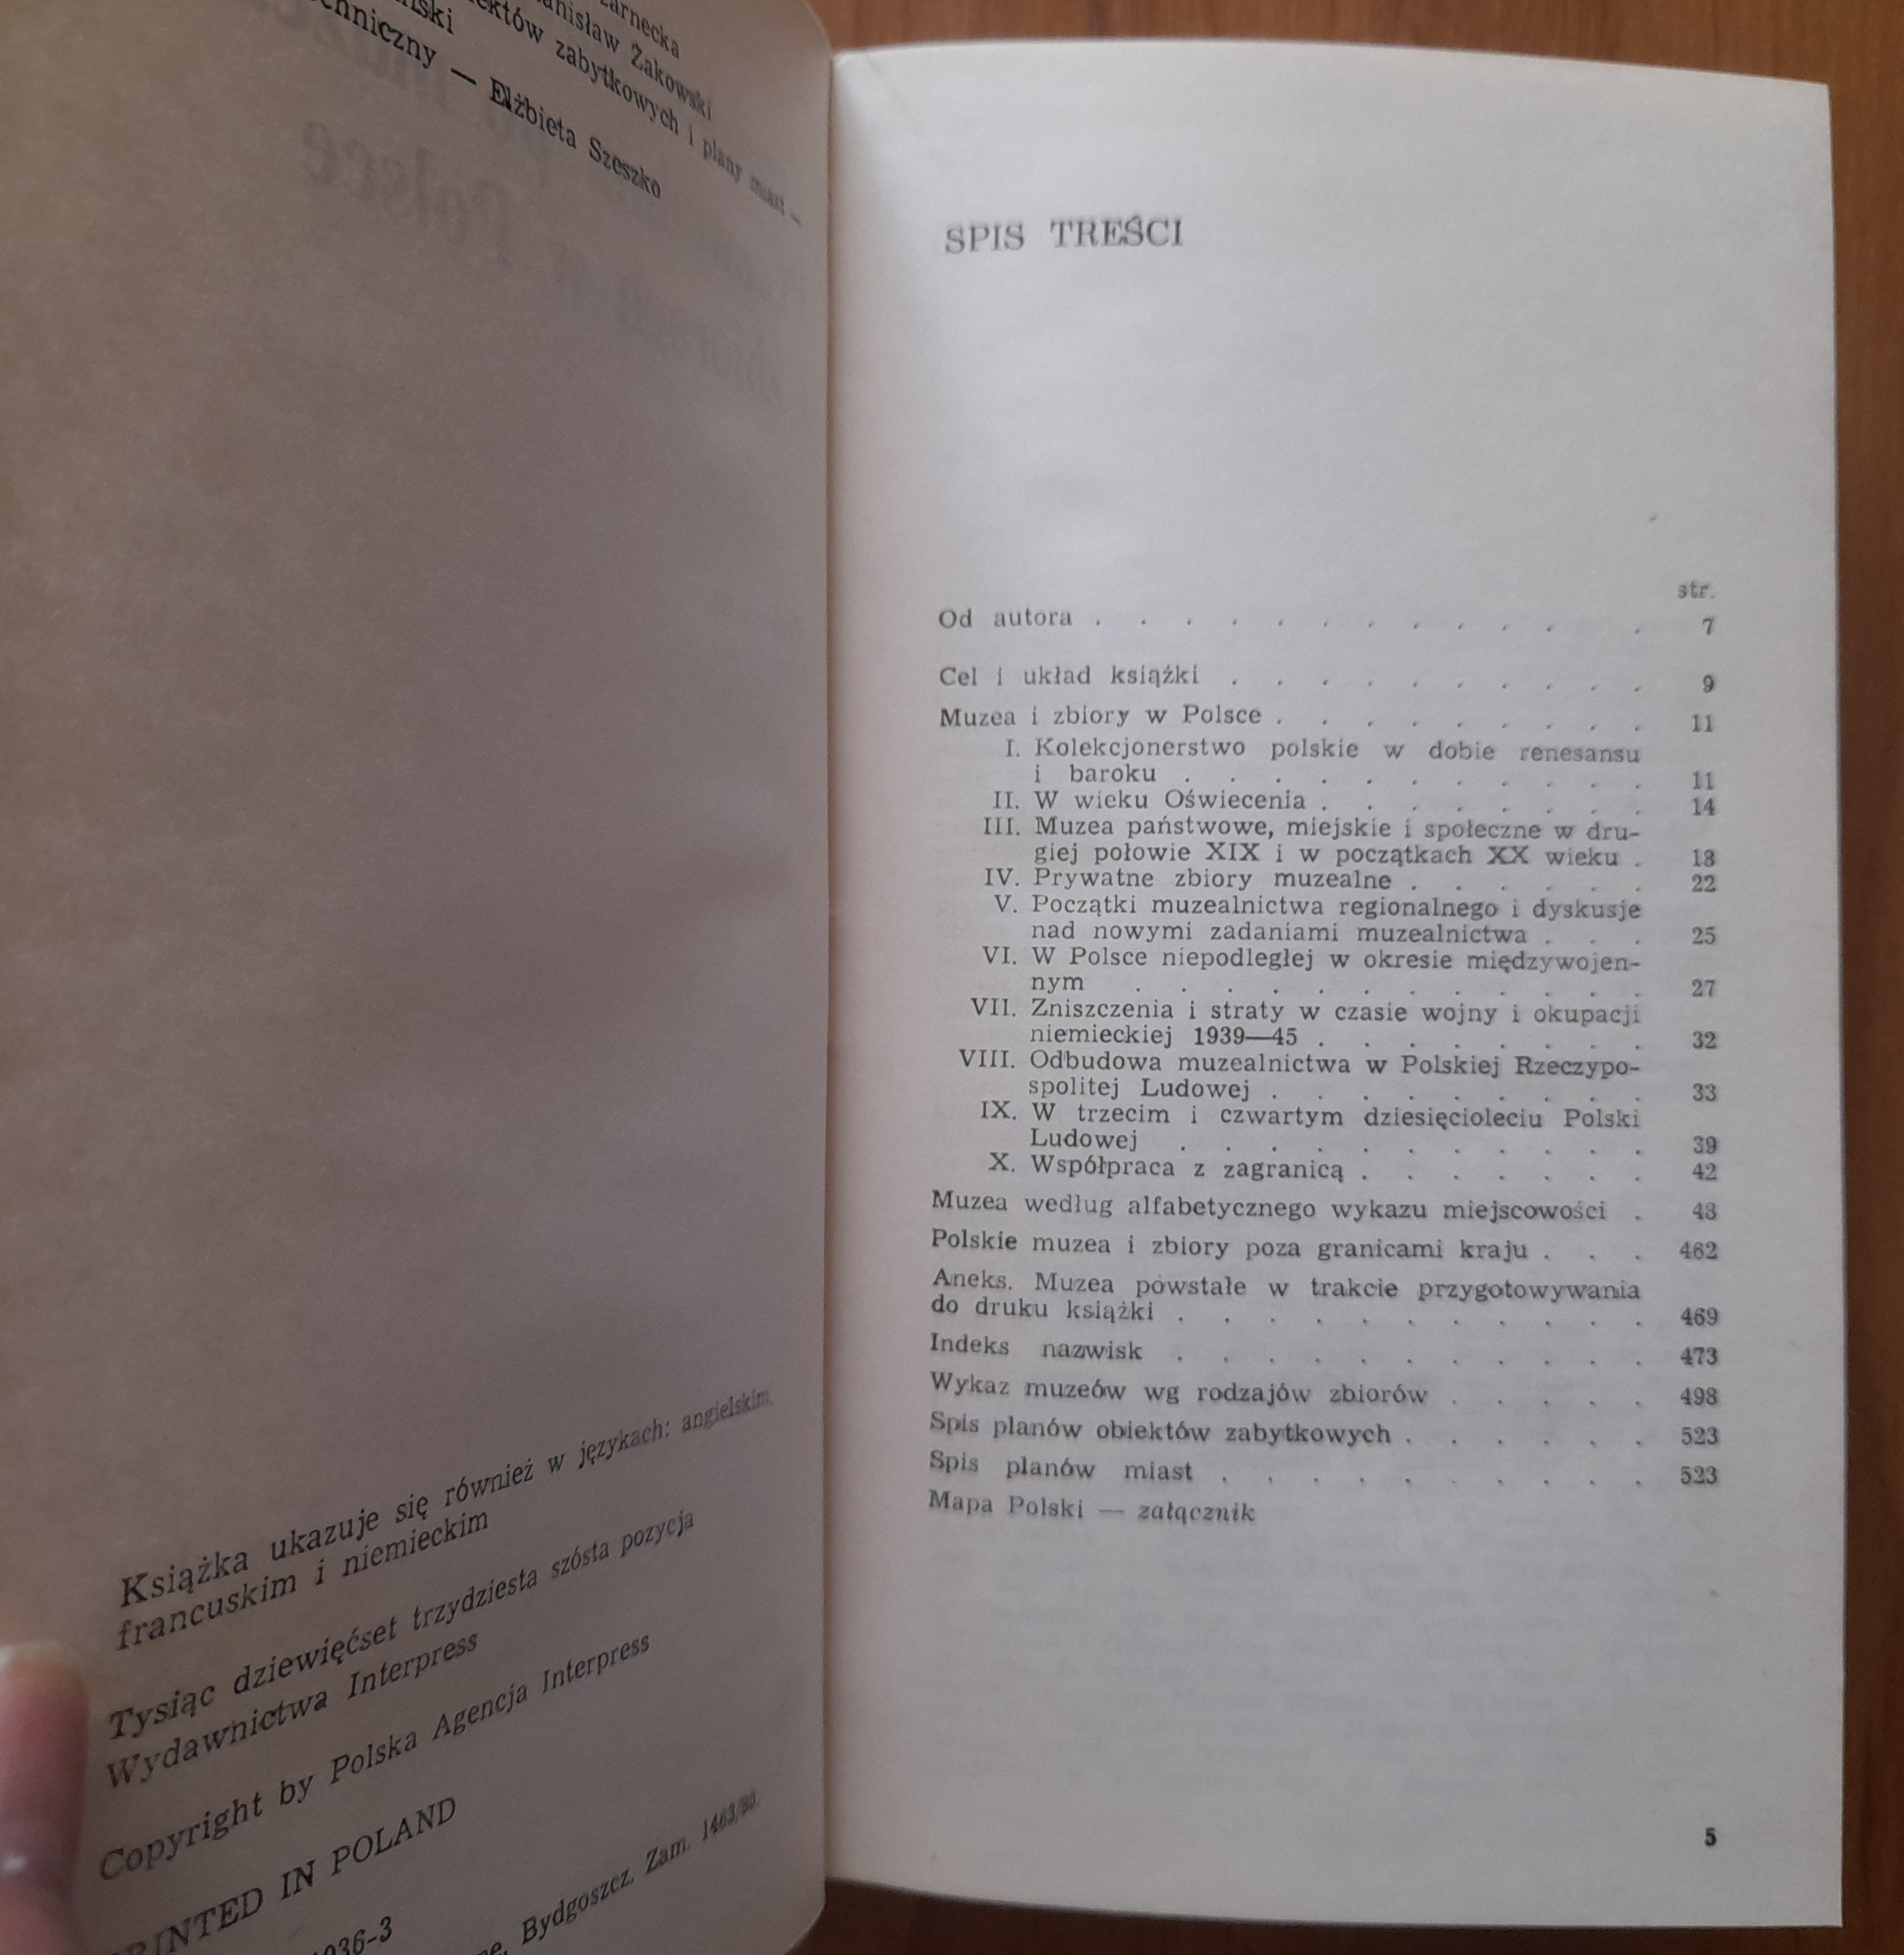 zarnecka
anisław Żakowski
ektów zabytkowych i plany miast —
chniczny — Elżbieta Szeszko
Książka ukazuje się również w językach: angielskim,
francuskim i niemieckim
Tysiąc dziewięćset trzydziesta szósta pozycja
Wydawnictwa Interpress
Copyright by Polska Agencja Interpress
PRINTED IN POLAND
1936-3
Bydgoszcz, Zam. 1463/80.
SPIS TREŚCI
str.
Od autora . . . . . . . . . . . . 7
Cel i układ książki . . . . . . . . . . 9
Muzea i zbiory w Polsce . . . . . . . . . 11
I. Kolekcjonerstwo polskie w dobie renesansu
i baroku . . . . . . . . . . . 11
II. W wieku Oświecenia . . . . . . . . 14
III. Muzea państwowe, miejskie i społeczne w dru-
giej połowie XIX i w początkach XX wieku . 18
IV. Prywatne zbiory muzealne . . . . . . 22
V. Początki muzealnictwa regionalnego i dyskusje
nad nowymi zadaniami muzealnictwa . . . 25
VI. W Polsce niepodległej w okresie międzywojen-
nym . . . . . . . . . . . . 27
VII. Zniszczenia i straty w czasie wojny i okupacji
niemieckiej 1939—45 . . . . . . . . 32
VIII. Odbudowa muzealnictwa w Polskiej Rzeczypo-
spolitej Ludowej . . . . . . . . . 33
IX. W trzecim i czwartym dziesięcioleciu Polski
Ludowej . . . . . . . . . . . 39
X. Współpraca z zagranicą . . . . . . . 42
Muzea według alfabetycznego wykazu miejscowości . 48
Polskie muzea i zbiory poza granicami kraju . . . 462
Aneks. Muzea powstałe w trakcie przygotowywania
do druku książki . . . . . . . . . . . 469
Indeks nazwisk . . . . . . . . . . . 473
Wykaz muzeów wg rodzajów zbiorów . . . . . 498
Spis planów obiektów zabytkowych . . . . . . 523
Spis planów miast . . . . . . . . . . 523
Mapa Polski — załącznik
5